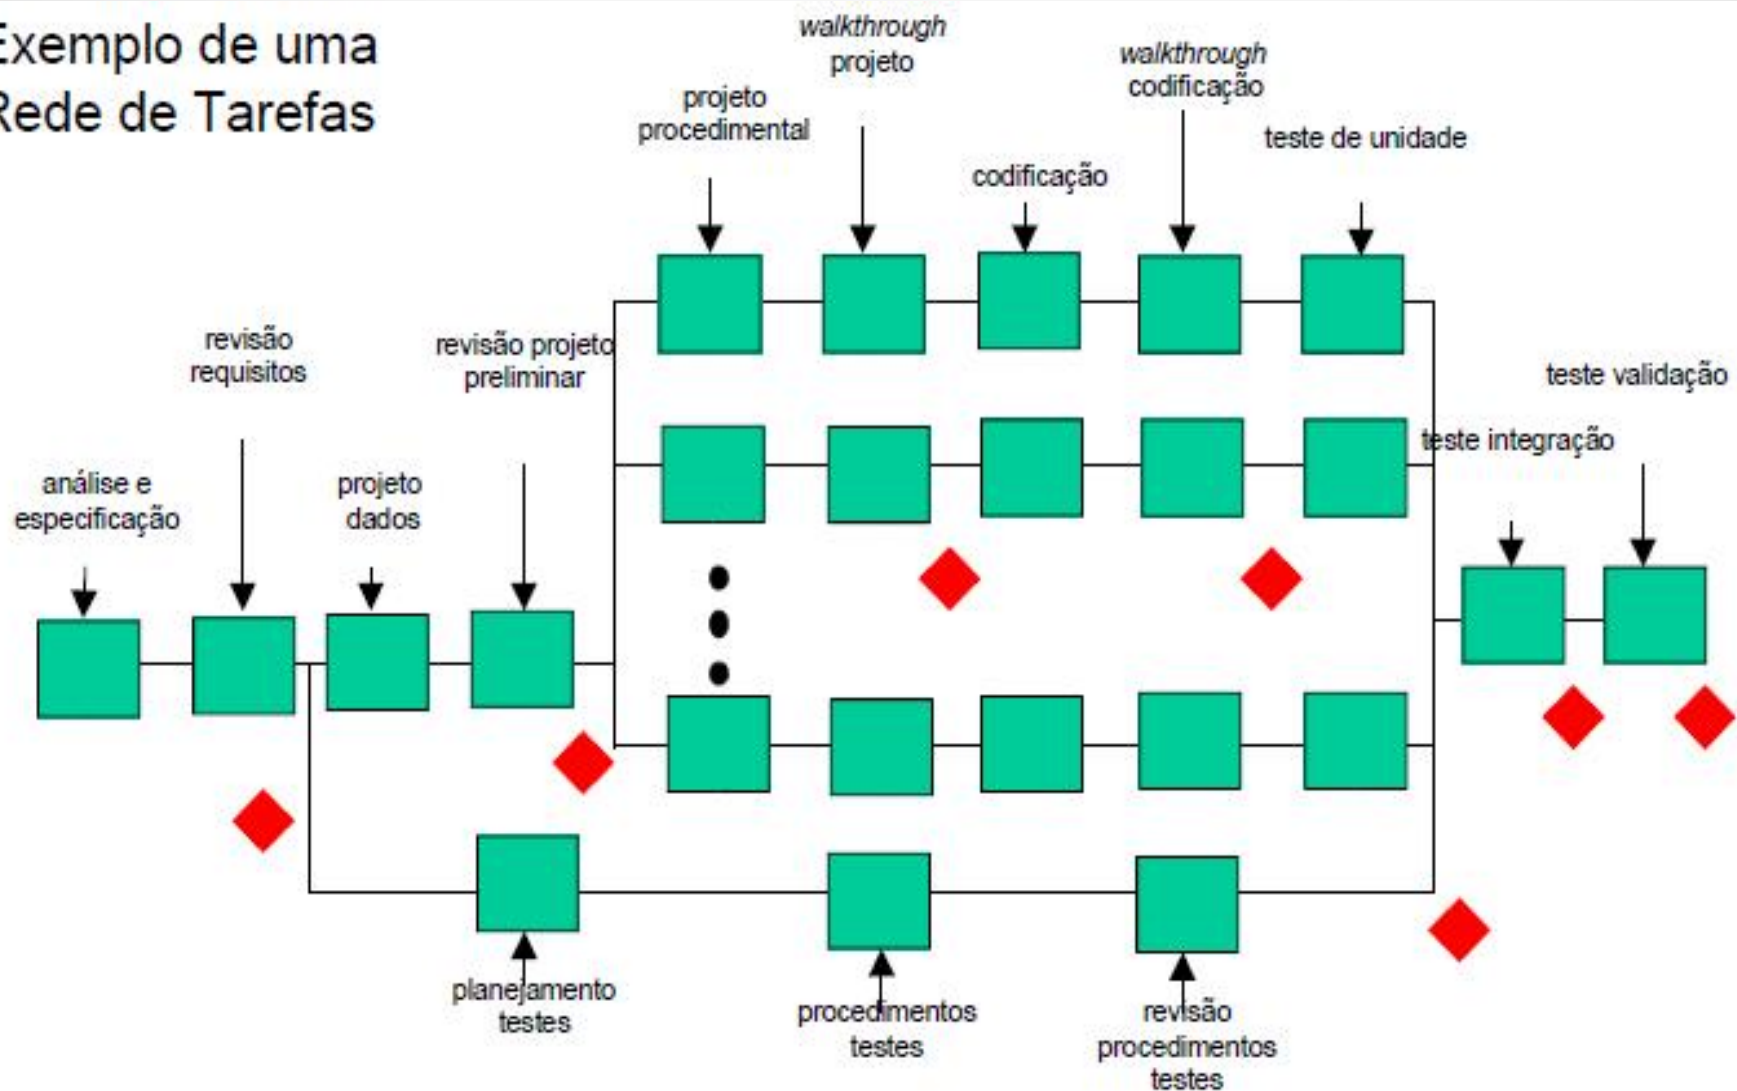 Exemplo de uma
Rede de Tarefas
walkthrough
projeto
walkthrough
codificação
projeto
procedimental
teste de unidade
codificação
revisão
requisitos
revisão projeto
preliminar
teste validação
teste integração
análise e
especificação
projeto
dados
planejamento
testes
procedimentos
testes
revisão
procedimentos
testes